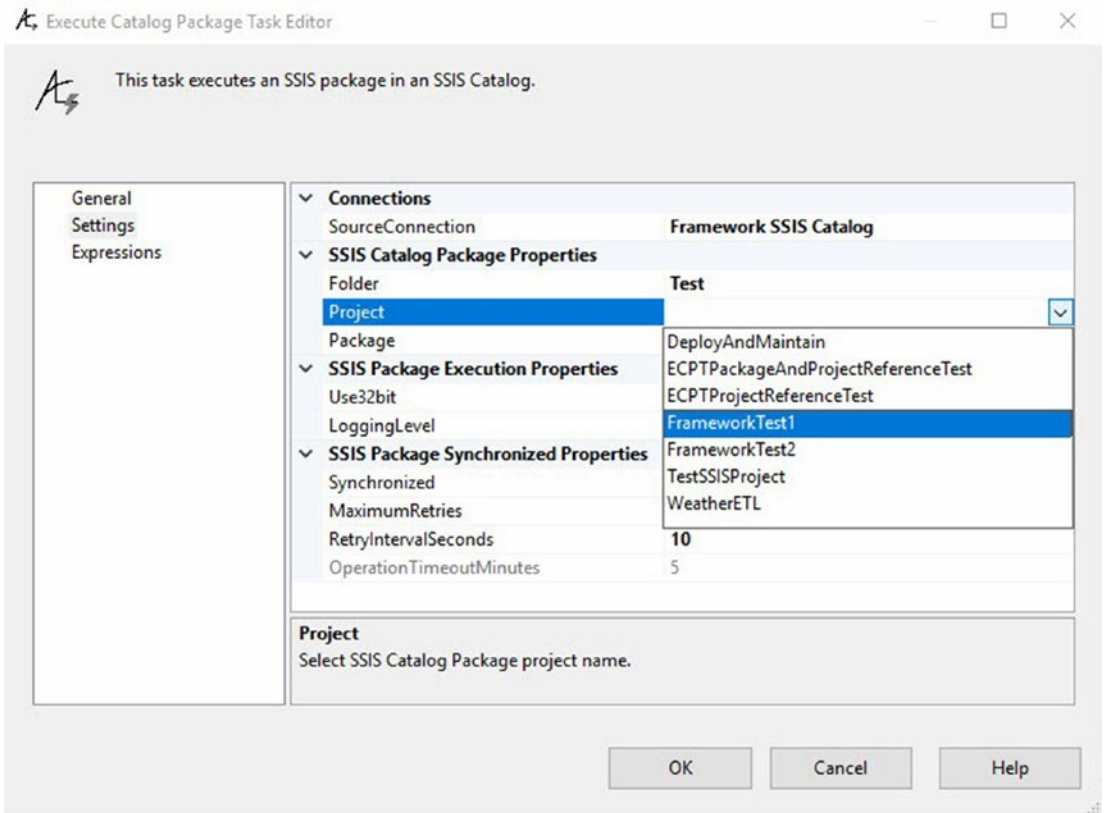 Execute Catalog Package Task Editor
This task executes an SSIS package in an SSIS Catalog.
General
Settings
Expressions
Connections
SourceConnection Framework SSIS Catalog
SSIS Catalog Package Properties
Folder Test
Project
Package
SSIS Package Execution Properties
Use32bit
LoggingLevel
SSIS Package Synchronized Properties
Synchronized
MaximumRetries
RetryIntervalSeconds 10
OperationTimeoutMinutes 5
DeployAndMaintain
ECPTPackageAndProjectReferenceTest
ECPTProjectReferenceTest
FrameworkTest1
FrameworkTest2
TestSSISProject
WeatherETL
Project
Select SSIS Catalog Package project name.
OK Cancel Help